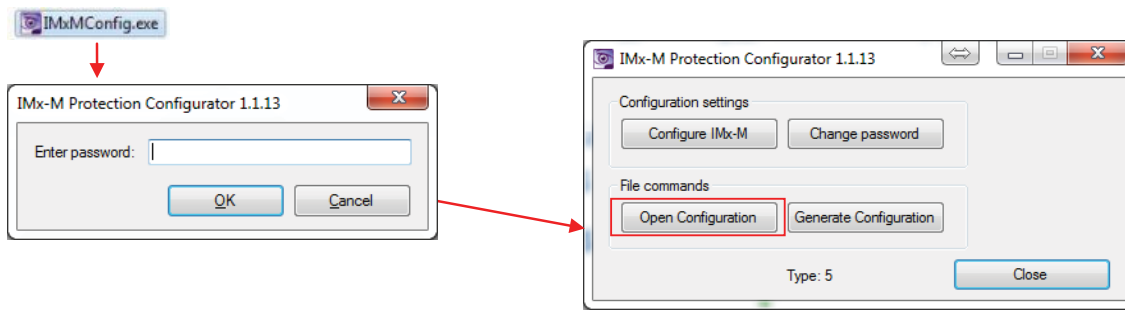 IMxMConfig.exe
IMx-M Protection Configurator 1.1.13
Enter password:
OK
Cancel
IMx-M Protection Configurator 1.1.13
Configuration settings
Configure IMx-M
Change password
File commands
Open Configuration
Generate Configuration
Type: 5
Close